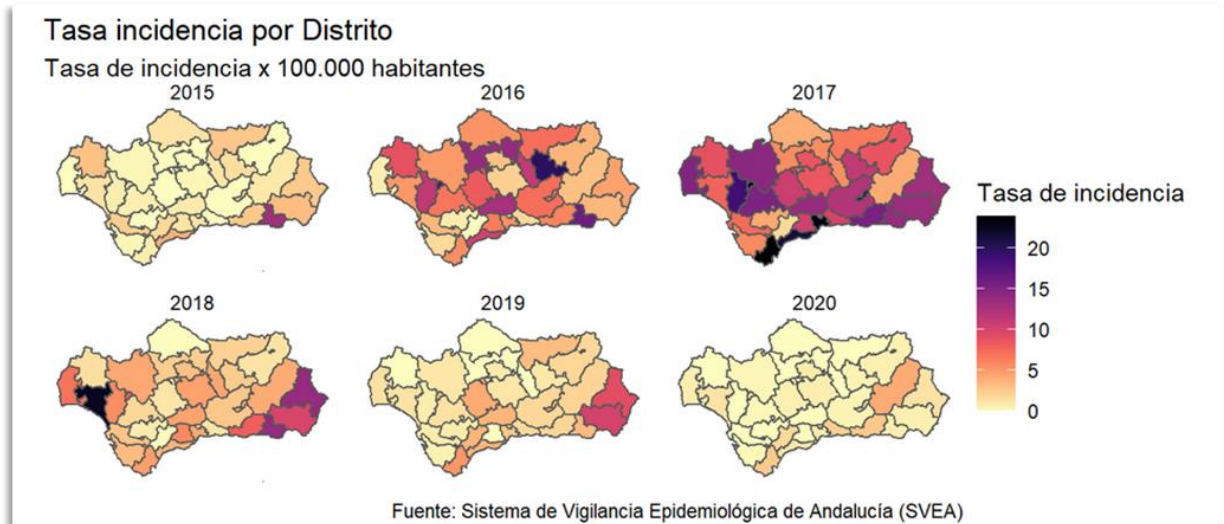 Tasa incidencia por Distrito
Tasa de incidencia x 100.000 habitantes
2015
2016
2017
2018
2019
2020
Tasa de incidencia
20
15
10
5
0
Fuente: Sistema de Vigilancia Epidemiológica de Andalucía (SVEA)